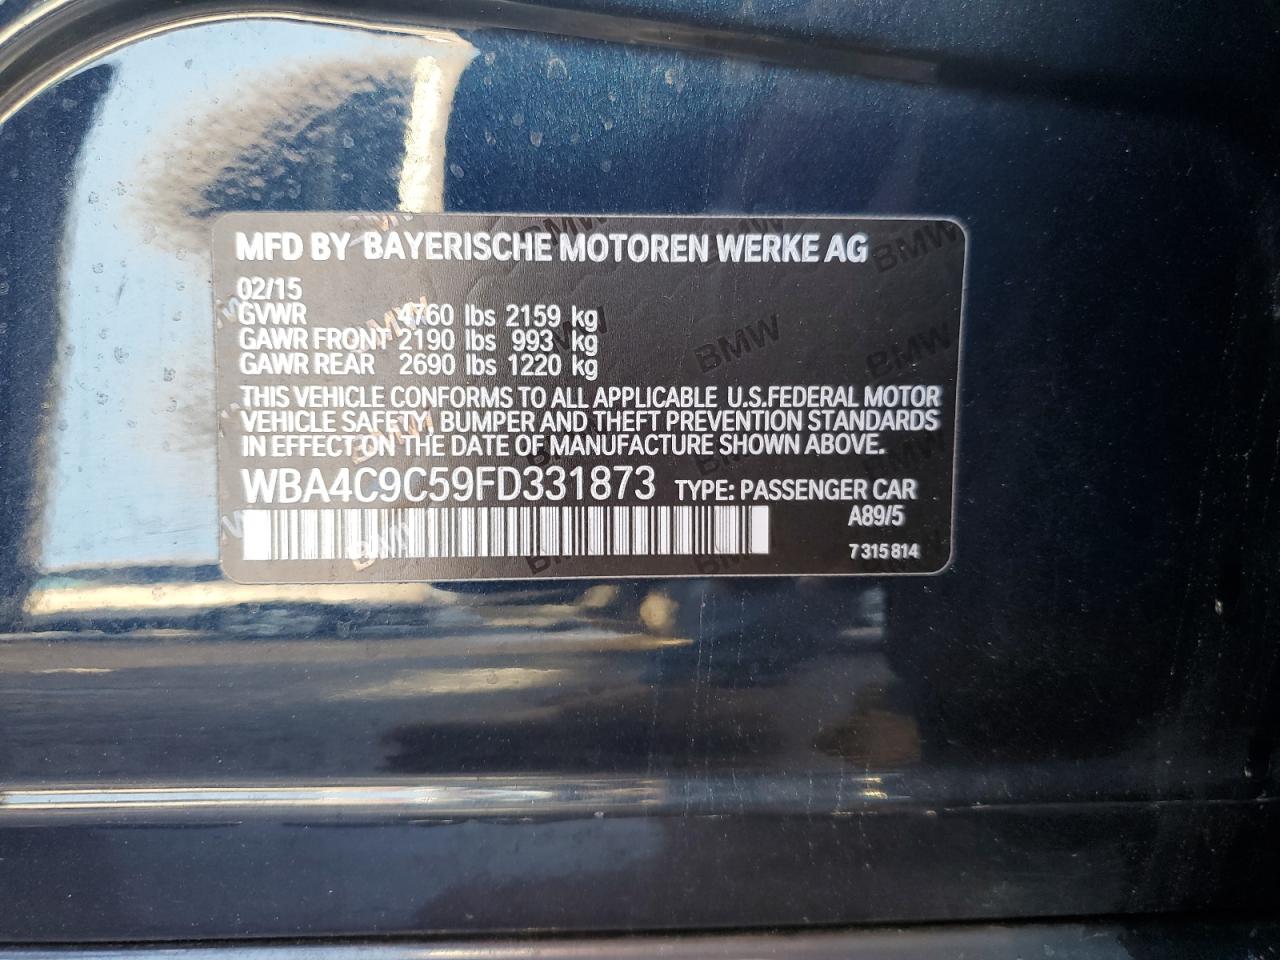 MFD BY BAYERISCHE MOTOREN WERKE AG
02/15
GVWR 4760 lbs 2159 kg
GAWR FRONT 2190 lbs 993 kg
GAWR REAR 2690 lbs 1220 kg
THIS VEHICLE CONFORMS TO ALL APPLICABLE U.S.FEDERAL MOTOR
VEHICLE SAFETY, BUMPER AND THEFT PREVENTION STANDARDS
IN EFFECT ON THE DATE OF MANUFACTURE SHOWN ABOVE.
WBA4C9C59FD331873 TYPE: PASSENGER CAR
A89/5
7 315 814